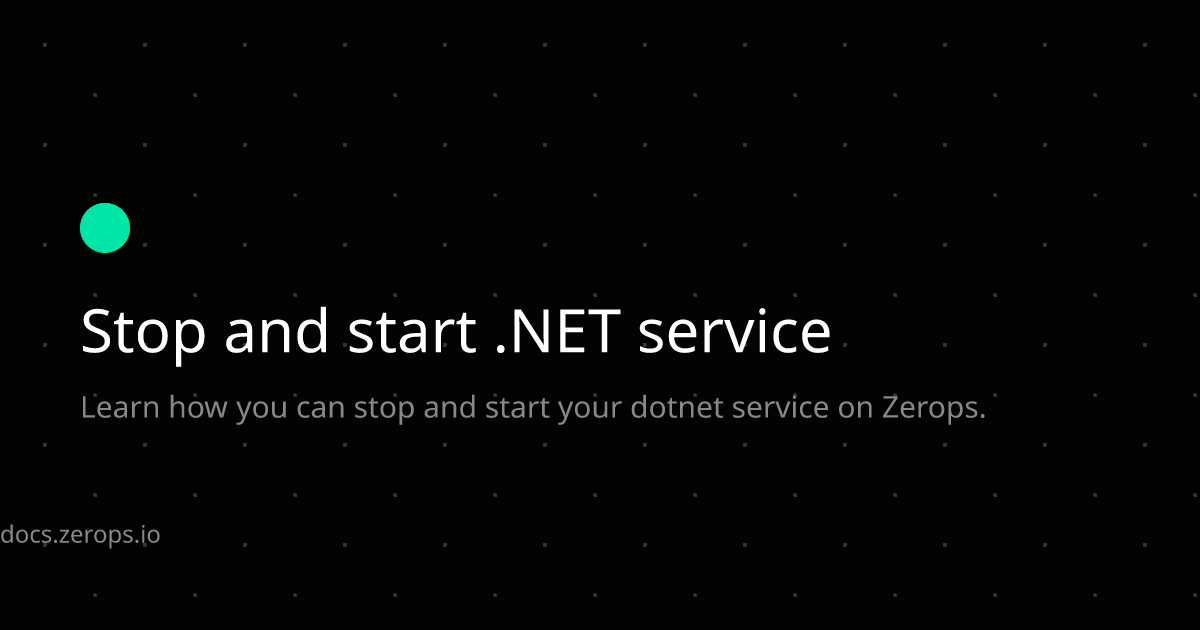 Stop and start .NET service
Learn how you can stop and start your dotnet service on Zerops.
docs.zerops.io